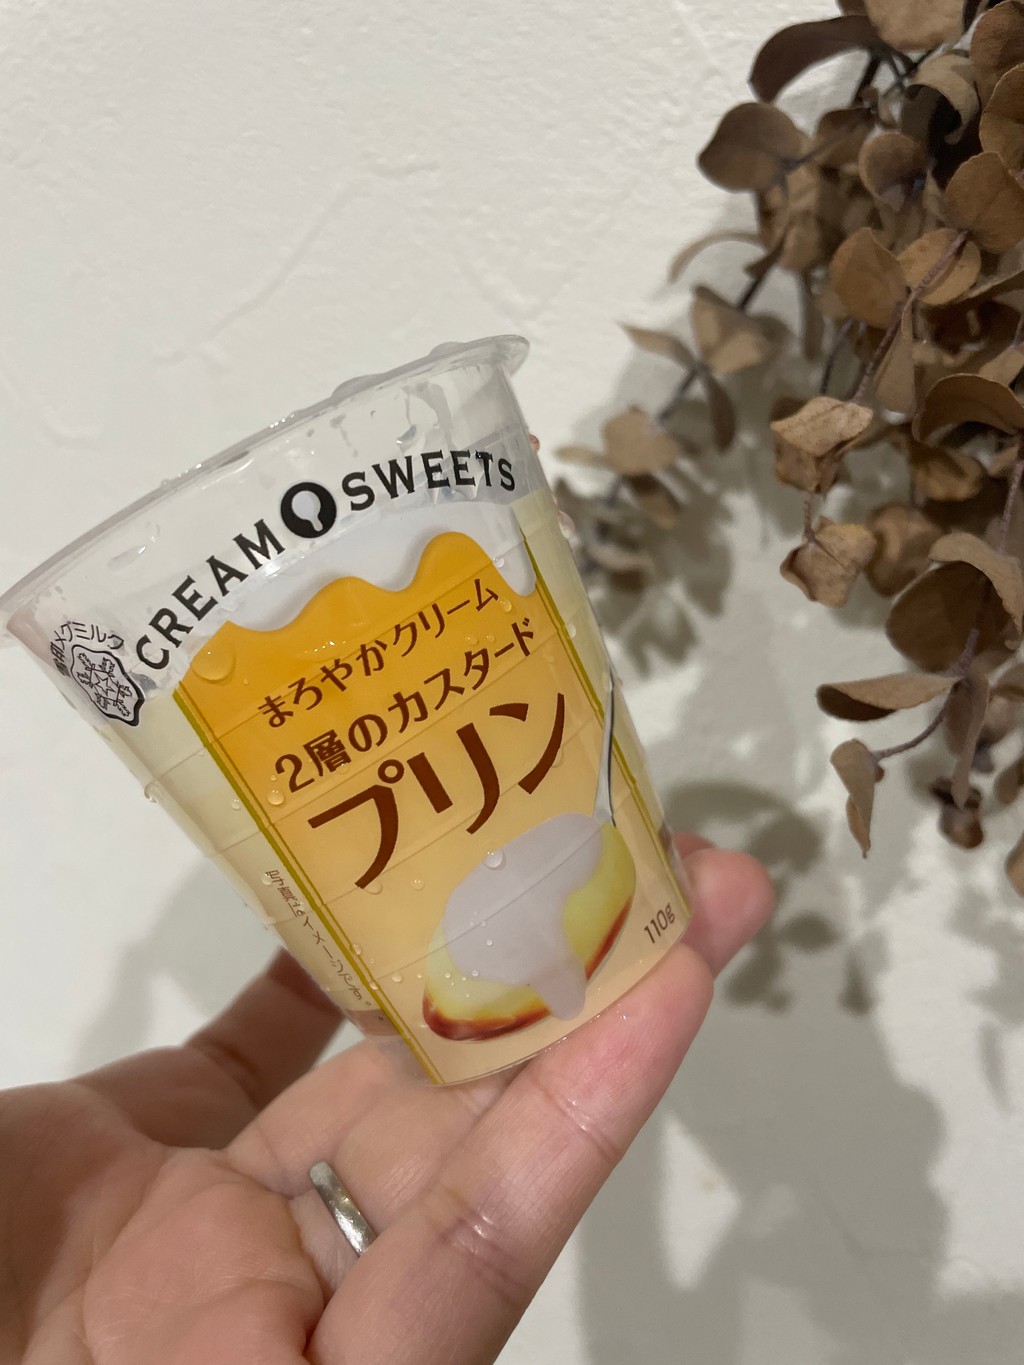 CREAM SWEETS
雪印メグミルク
まろやかクリーム
2層のカスタード
プリン
110g